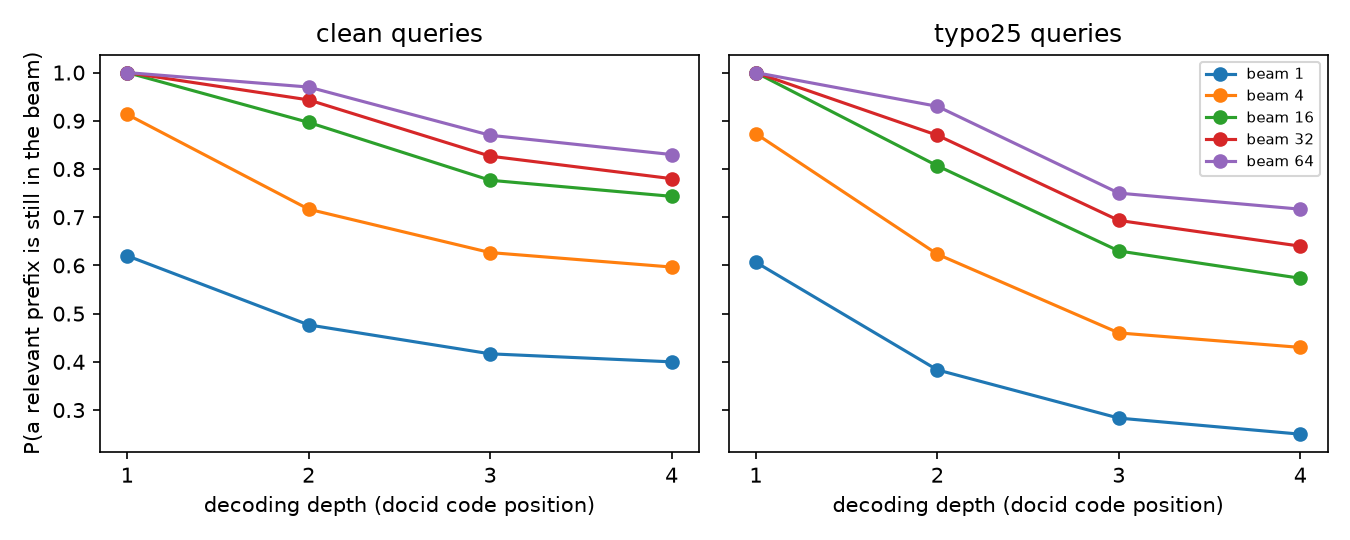 clean queries
typo25 queries
P(a relevant prefix is still in the beam)
1.0
0.9
0.8
0.7
0.6
0.5
0.4
0.3
beam 1
beam 4
beam 16
beam 32
beam 64
1 2 3 4
1 2 3 4
decoding depth (docid code position)
decoding depth (docid code position)